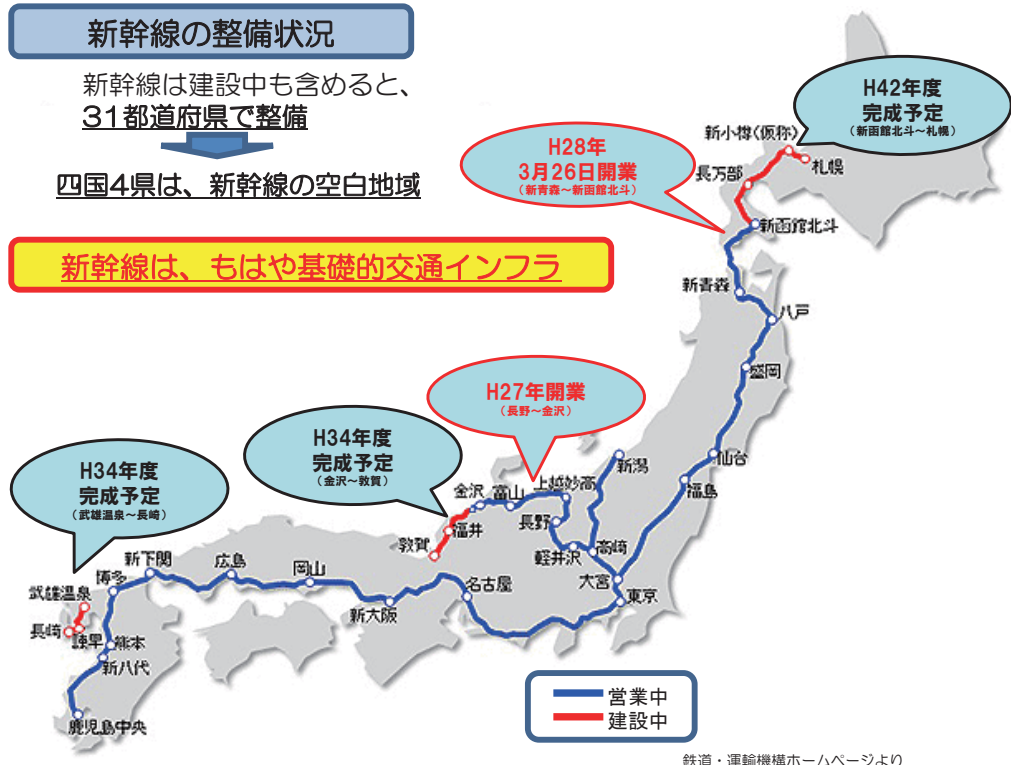 新幹線の整備状況
新幹線は建設中も含めると、
31都道府県で整備
四国4県は、新幹線の空白地域
新幹線は、もはや基礎的交通インフラ
H42年度
完成予定
(新函館北斗~札幌)
H28年
3月26日開業
(新青森~新函館北斗)
新小樽(仮称)
札幌
長万部
新函館北斗
新青森
八戸
盛岡
仙台
福島
H27年開業
(長野~金沢)
H34年度
完成予定
(金沢~敦賀)
H34年度
完成予定
(武雄温泉~長崎)
新潟
上越妙高
金沢
富山
長野
福井
敦賀
軽井沢
高崎
大宮
東京
名古屋
新大阪
岡山
広島
新下関
博多
武雄温泉
長崎
諫早
熊本
新八代
鹿児島中央
営業中
建設中
鉄道・運輸機構ホームページより